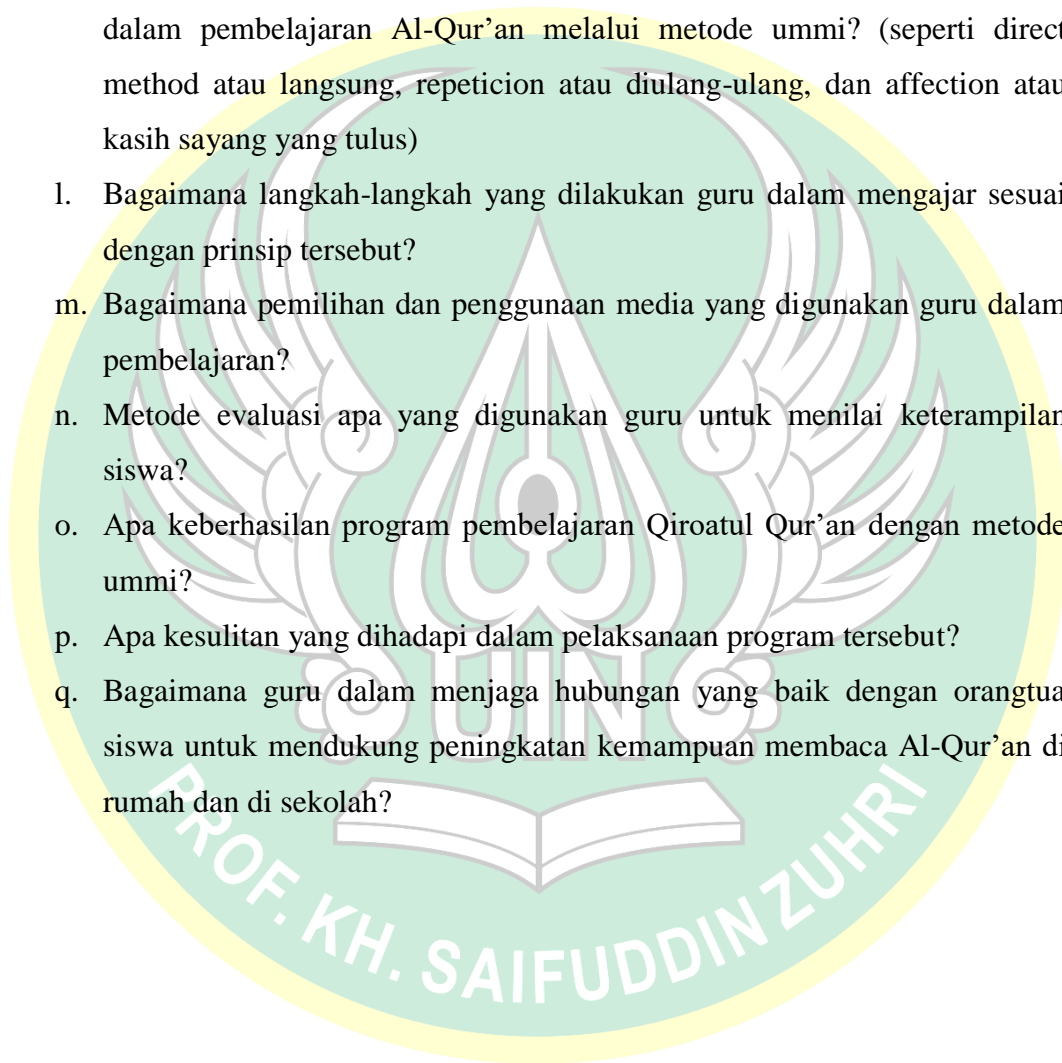 dalam pembelajaran Al-Qur’an melalui metode ummi? (seperti direct
method atau langsung, repeticion atau diulang-ulang, dan affection atau
kasih sayang yang tulus)
l. Bagaimana langkah-langkah yang dilakukan guru dalam mengajar sesuai
dengan prinsip tersebut?
m. Bagaimana pemilihan dan penggunaan media yang digunakan guru dalam
pembelajaran?
n. Metode evaluasi apa yang digunakan guru untuk menilai keterampilan
siswa?
o. Apa keberhasilan program pembelajaran Qiroatul Qur’an dengan metode
ummi?
p. Apa kesulitan yang dihadapi dalam pelaksanaan program tersebut?
q. Bagaimana guru dalam menjaga hubungan yang baik dengan orangtua
siswa untuk mendukung peningkatan kemampuan membaca Al-Qur’an di
rumah dan di sekolah?
UIN
PROF. KH. SAIFUDDIN ZUHRI